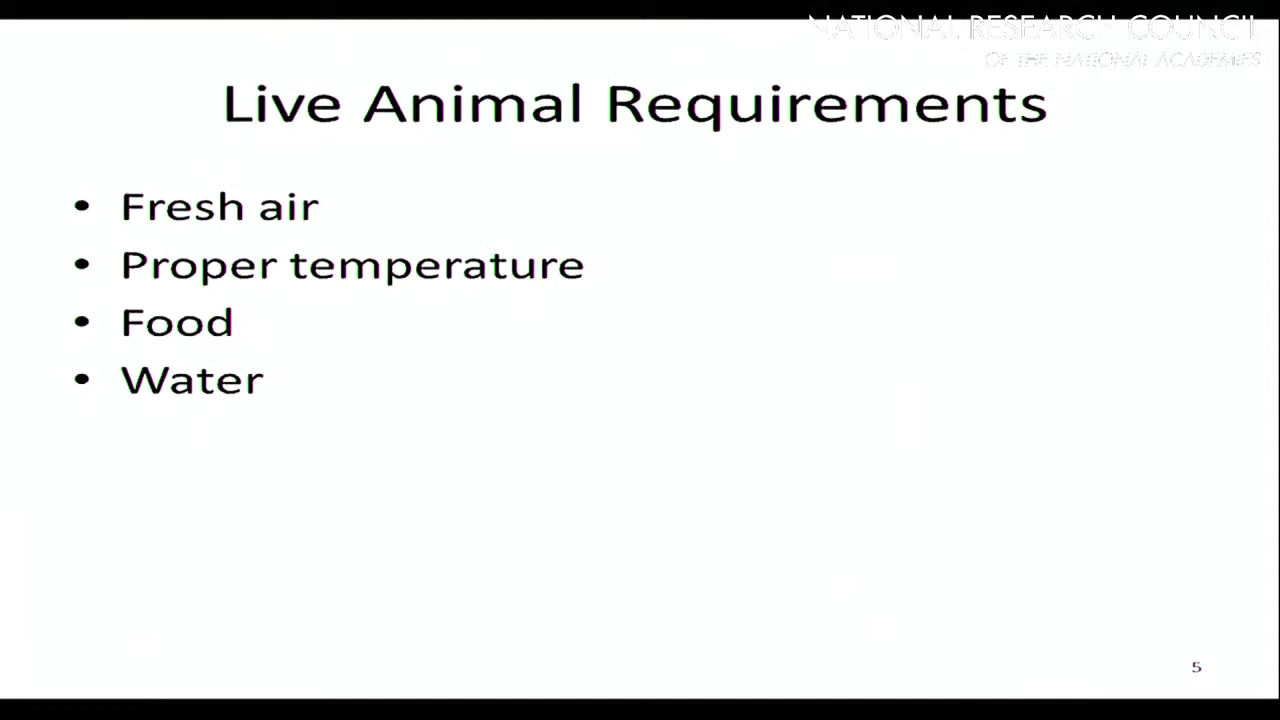 NATIONAL RESEARCH COUNCIL
OF THE NATIONAL ACADEMIES
Live Animal Requirements
• Fresh air
• Proper temperature
• Food
• Water
5